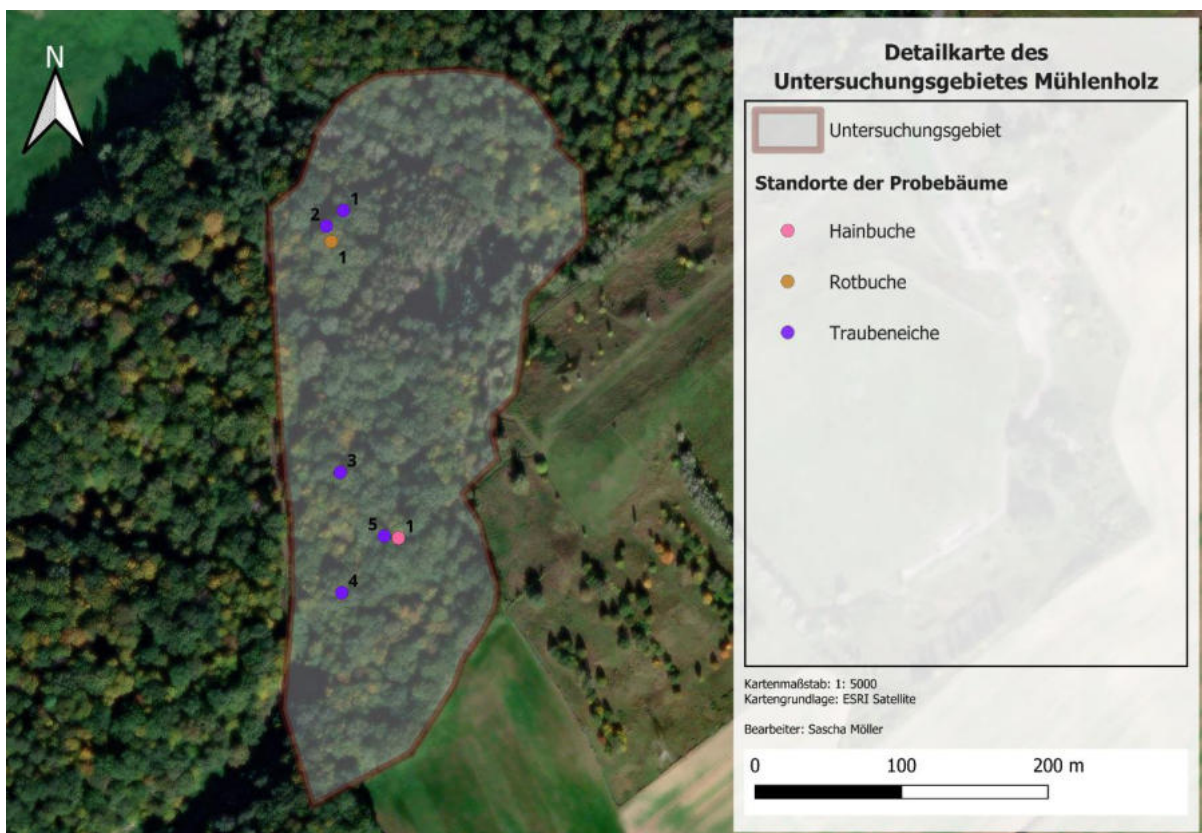 N
Detailkarte des
Untersuchungsgebietes Mühlenholz
Untersuchungsgebiet
Standorte der Probebäume
Hainbuche
Rotbuche
Traubeneiche
1
2
1
3
5 1
4
Kartenmaßstab: 1: 5000
Kartengrundlage: ESRI Satellite
Bearbeiter: Sascha Möller
0 100 200 m